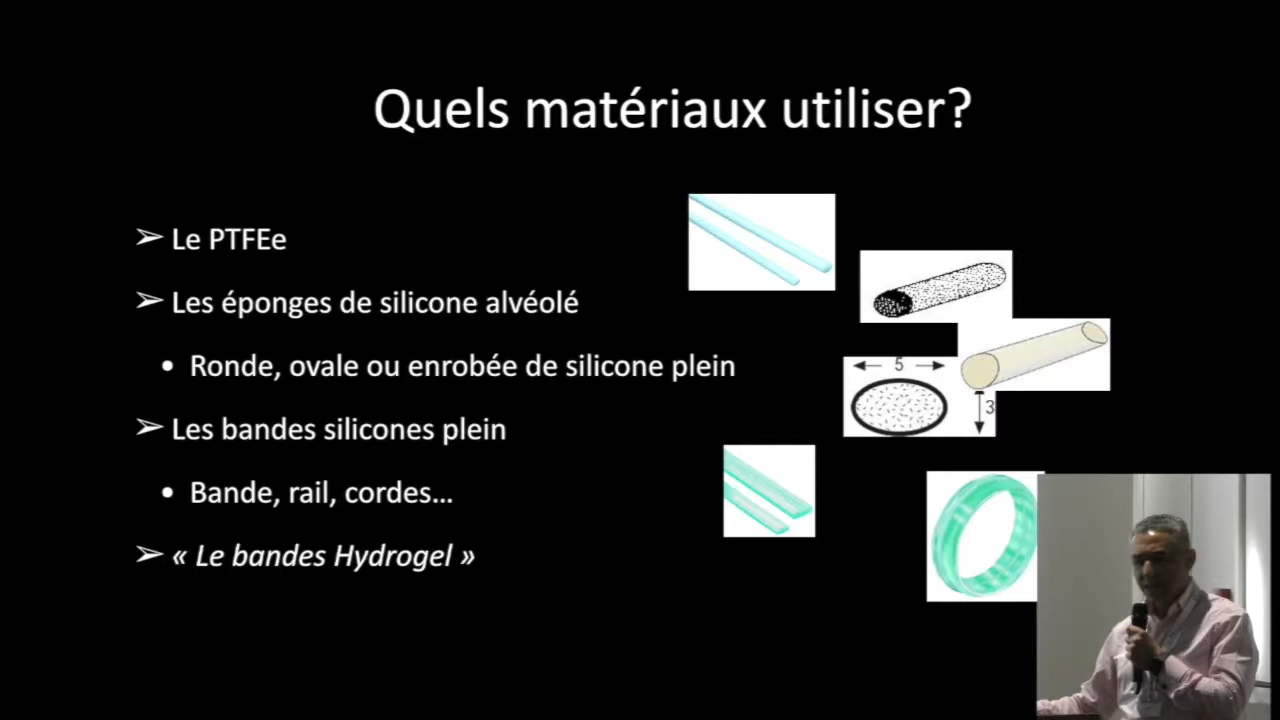 Quels matériaux utiliser?
➢ Le PTFEe
➢ Les éponges de silicone alvéolé
• Ronde, ovale ou enrobée de silicone plein
5
3
➢ Les bandes silicones plein
• Bande, rail, cordes...
➢ « Le bandes Hydrogel »